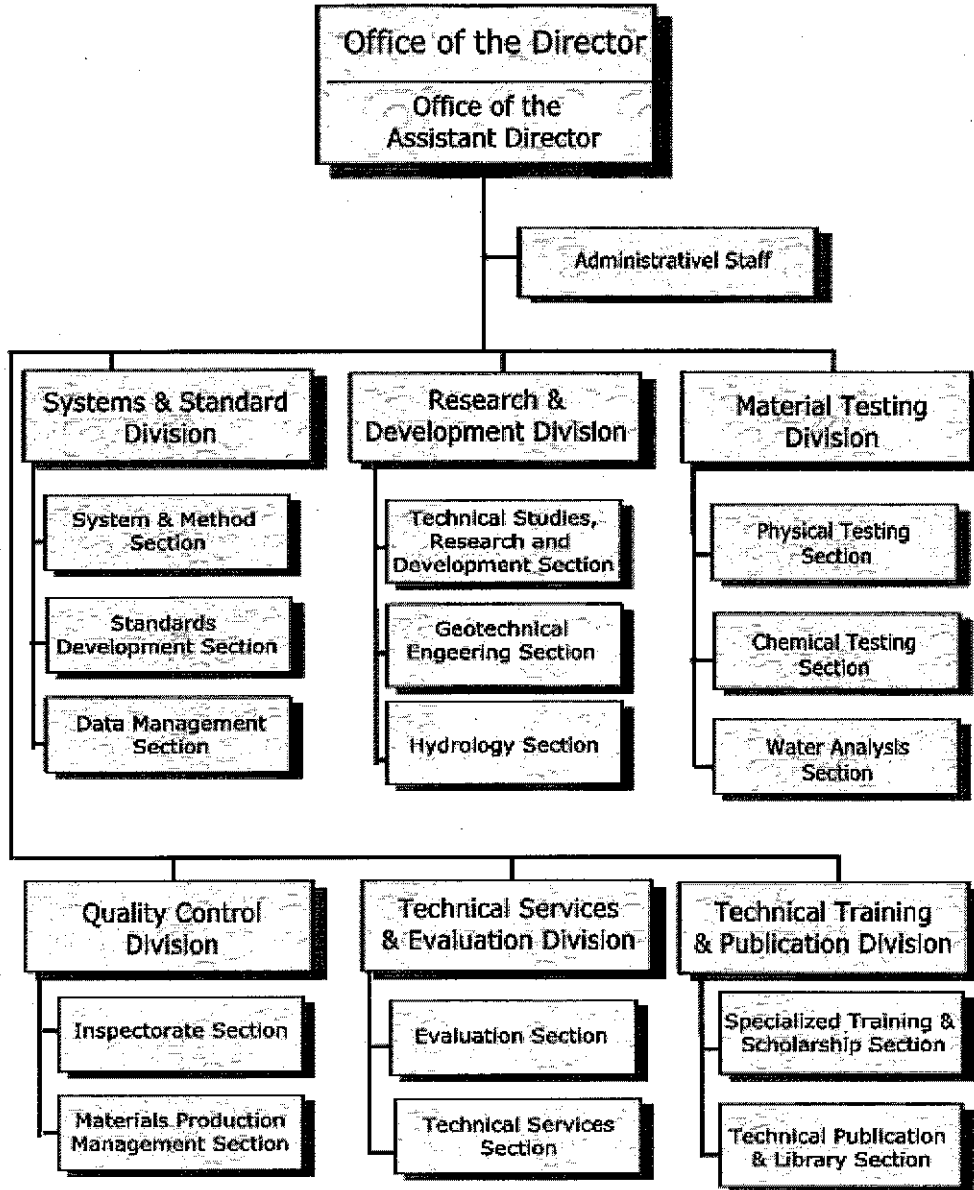 Office of the Director
Office of the
Assistant Director
Administrativel Staff
Systems & Standard
Division
System & Method
Section
Standards
Development Section
Data Management
Section
Research &
Development Division
Technical Studies,
Research and
Development Section
Geotechnical
Engeering Section
Hydrology Section
Material Testing
Division
Physical Testing
Section
Chemical Testing
Section
Water Analysis
Section
Quality Control
Division
Inspectorate Section
Materials Production
Management Section
Technical Services
& Evaluation Division
Evaluation Section
Technical Services
Section
Technical Training
& Publication Division
Specialized Training &
Scholarship Section
Technical Publication
& Library Section